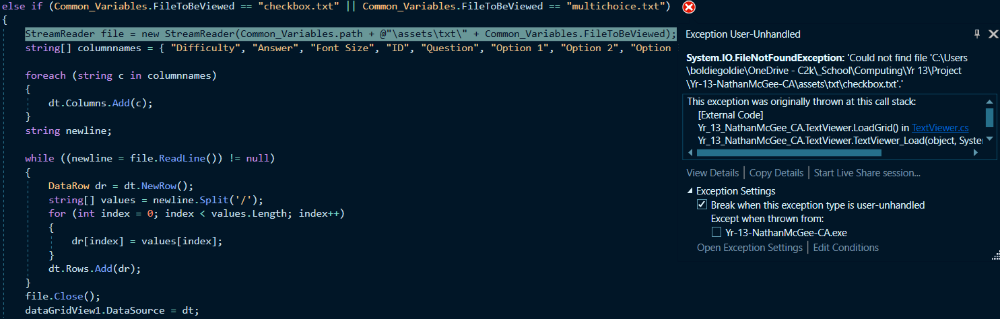 else if (Common_Variables.FileToBeViewed == "checkbox.txt" || Common_Variables.FileToBeViewed == "multichoice.txt")
{
StreamReader file = new StreamReader(Common_Variables.path + @"\assets\txt\" + Common_Variables.FileToBeViewed);
string[] columnnames = { "Difficulty", "Answer", "Font Size", "ID", "Question", "Option 1", "Option 2", "Option
foreach (string c in columnnames)
{
dt.Columns.Add(c);
}
string newline;
while ((newline = file.ReadLine()) != null)
{
DataRow dr = dt.NewRow();
string[] values = newline.Split('/');
for (int index = 0; index < values.Length; index++)
{
dr[index] = values[index];
}
dt.Rows.Add(dr);
}
file.Close();
dataGridView1.DataSource = dt;
Exception User-Unhandled
System.IO.FileNotFoundException: 'Could not find file 'C:\Users
\boldiegoldie\OneDrive - C2k\_School\Computing\Yr 13\Project
\Yr-13-NathanMcGee-CA\assets\txt\checkbox.txt'.'
This exception was originally thrown at this call stack:
[External Code]
Yr_13_NathanMcGee_CA.TextViewer.LoadGrid() in TextViewer.cs
Yr_13_NathanMcGee_CA.TextViewer.TextViewer_Load(object, Syster
View Details | Copy Details | Start Live Share session...
Exception Settings
Break when this exception type is user-unhandled
Except when thrown from:
Yr-13-NathanMcGee-CA.exe
Open Exception Settings | Edit Conditions